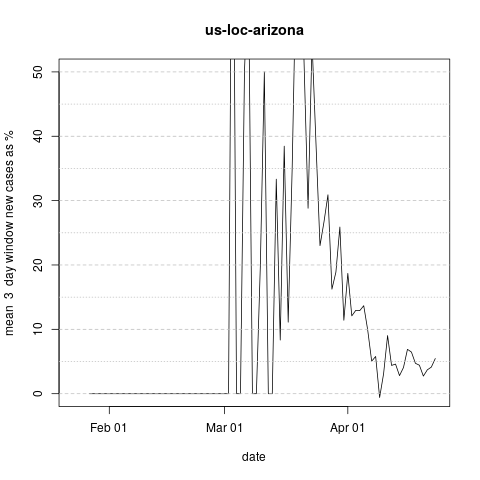 us-loc-arizona
mean 3 day window new cases as %
50
40
30
20
10
0
Feb 01
Mar 01
Apr 01
date